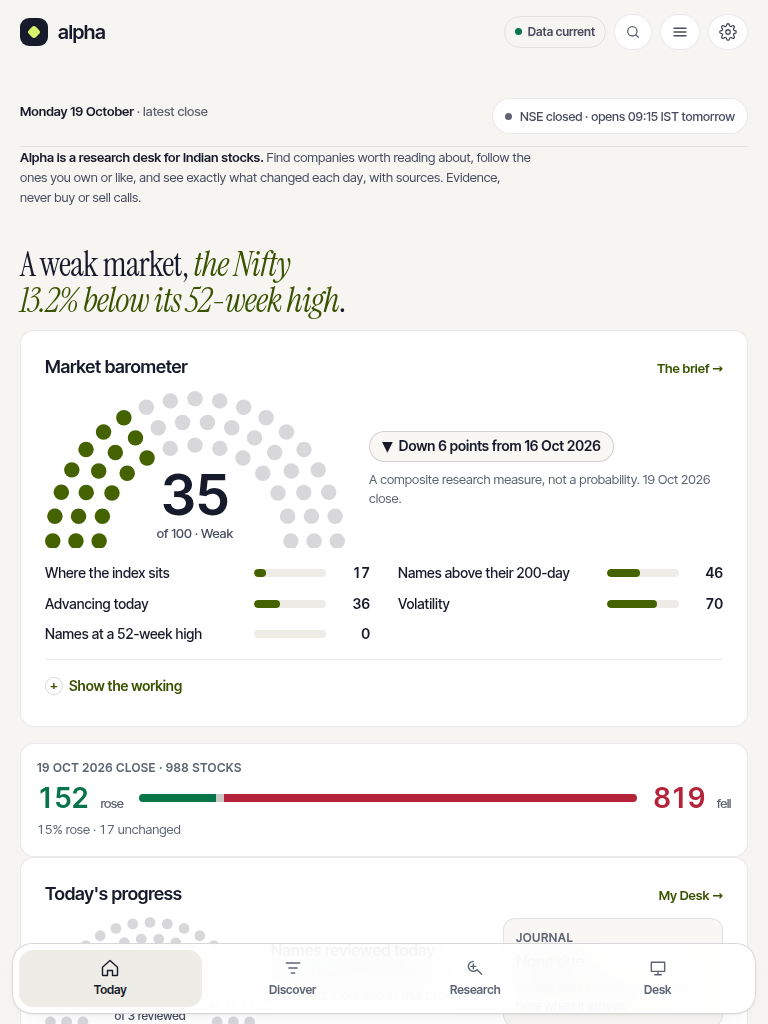 alpha
Data current
Monday 19 October · latest close
NSE closed · opens 09:15 IST tomorrow
Alpha is a research desk for Indian stocks. Find companies worth reading about, follow the
ones you own or like, and see exactly what changed each day, with sources. Evidence,
never buy or sell calls.
A weak market, the Nifty
13.2% below its 52-week high.
Market barometer
The brief →
35
of 100 · Weak
▼ Down 6 points from 16 Oct 2026
A composite research measure, not a probability. 19 Oct 2026
close.
Where the index sits 17
Names above their 200-day 46
Advancing today 36
Volatility 70
Names at a 52-week high 0
+ Show the working
19 OCT 2026 CLOSE · 988 STOCKS
152 rose
819 fell
15% rose · 17 unchanged
Today's progress
My Desk →
JOURNAL
Names reviewed today
None due
Today
Discover
Research
Desk
of 3 reviewed